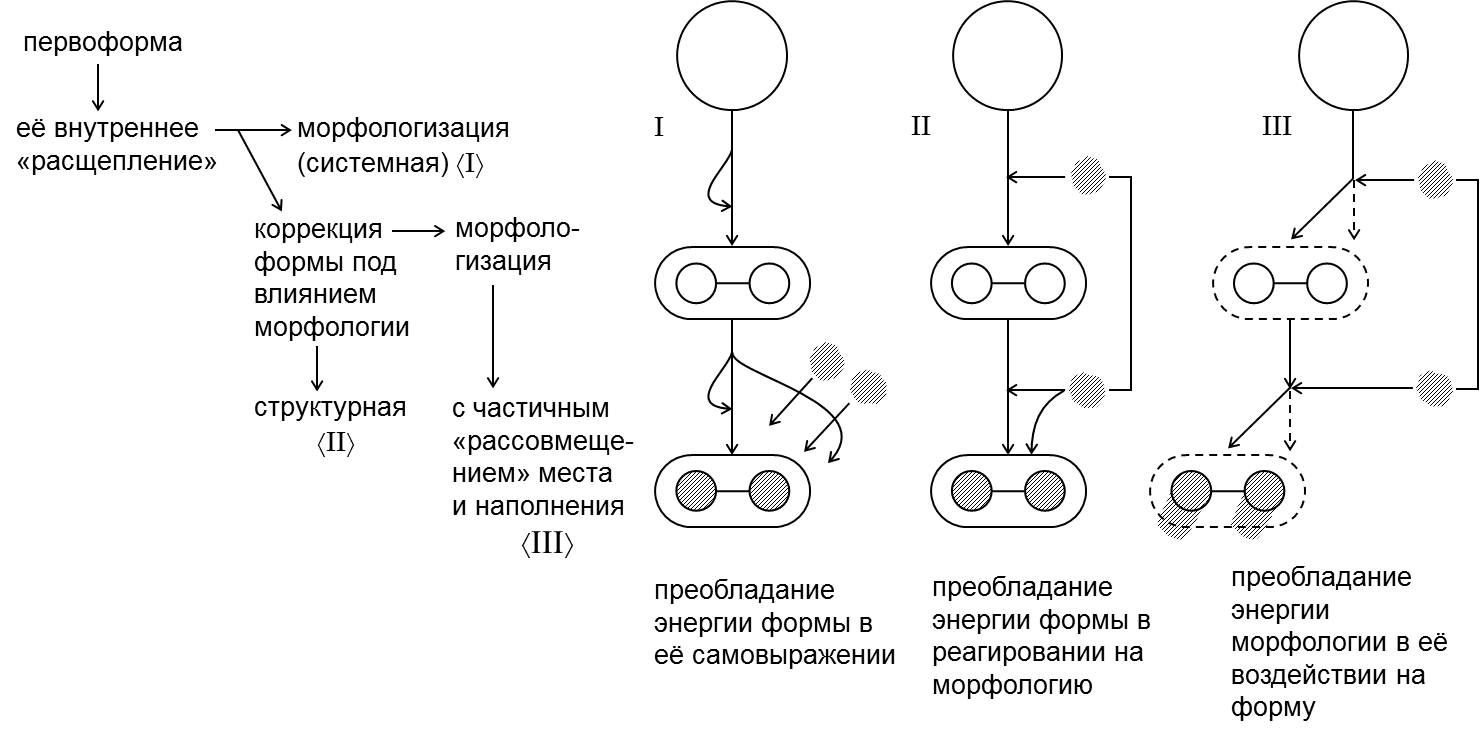 первоформа
её внутреннее
«расщепление»
морфологизация
(системная) ⟨I⟩
коррекция
формы под
влиянием
морфологии
морфоло-
гизация
структурная
⟨II⟩
с частичным
«рассовмеще-
нием» места
и наполнения
⟨III⟩
I
преобладание
энергии формы в
её самовыражении
II
преобладание
энергии формы в
реагировании на
морфологию
III
преобладание
энергии
морфологии в её
воздействии на
форму